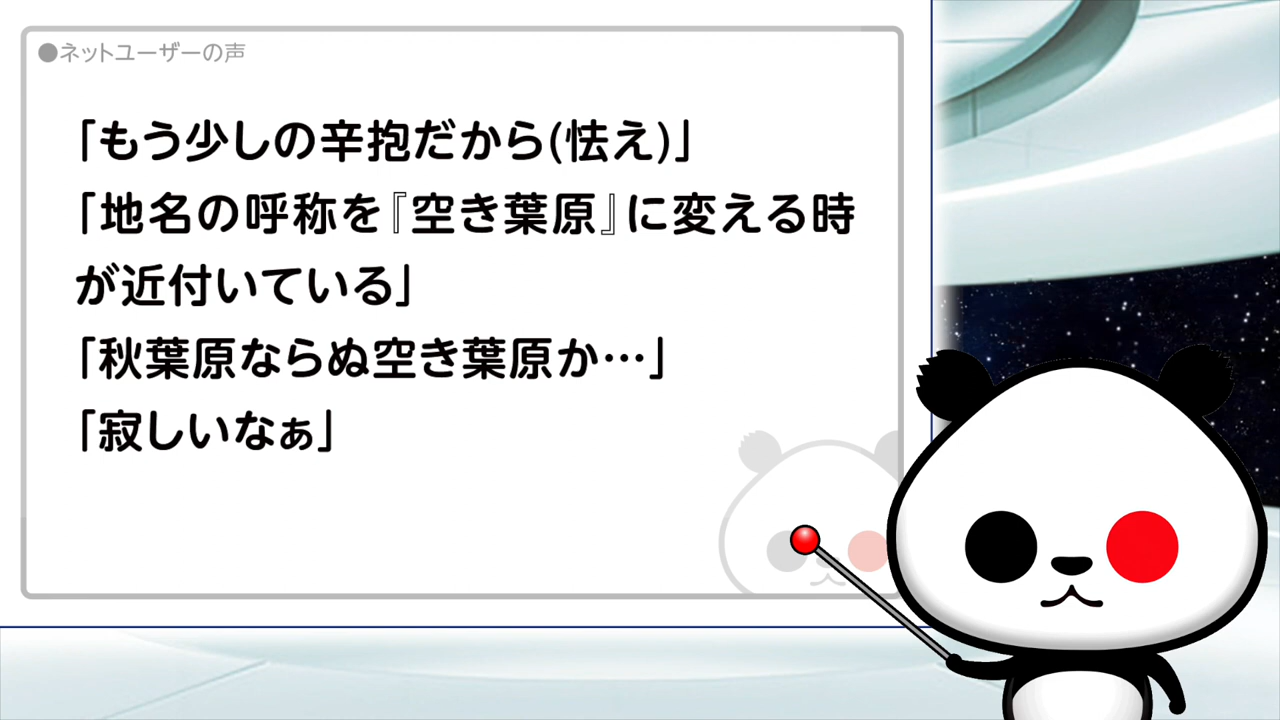 ●ネットユーザーの声
「もう少しの辛抱だから(怯え)」
「地名の呼称を『空き葉原』に変える時
が近付いている」
「秋葉原ならぬ空き葉原か…」
「寂しいなぁ」